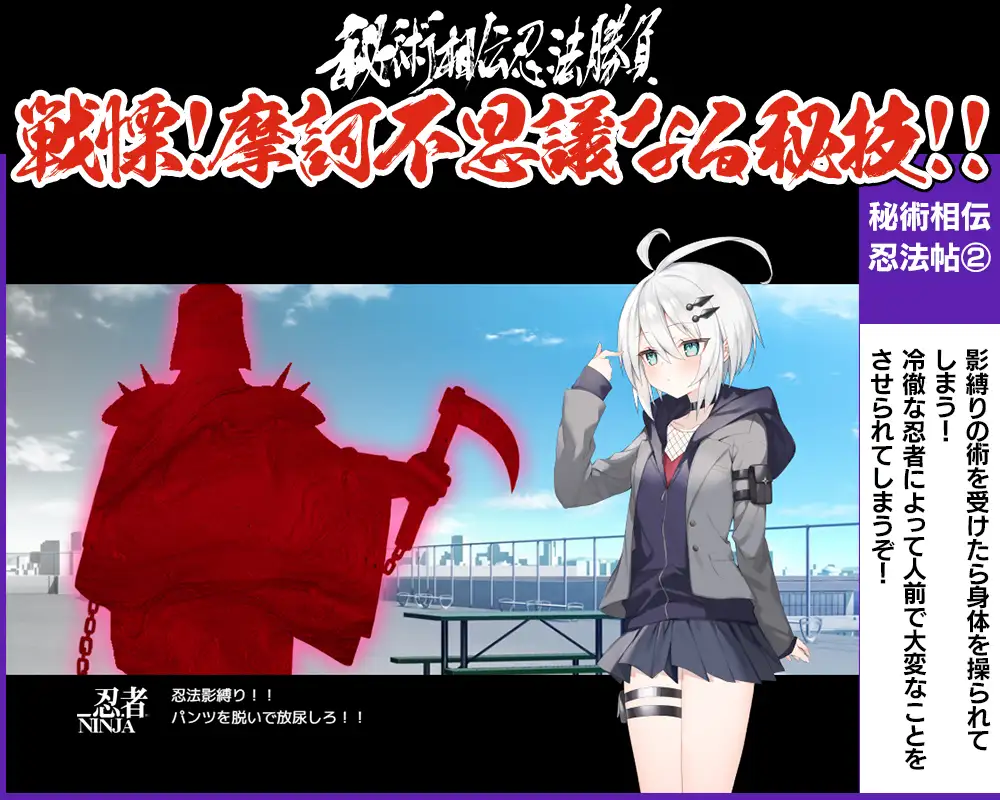 秘術相伝忍法勝負
戦慄!摩訶不思議なる秘技!!
秘術相伝
忍法帖②
影縛りの術を受けたら身体を操られて
しまう!
冷徹な忍者によって人前で大変なことを
させられてしまうぞ!
忍者
NINJA
忍法影縛り!!
パンツを脱いで放尿しろ!!